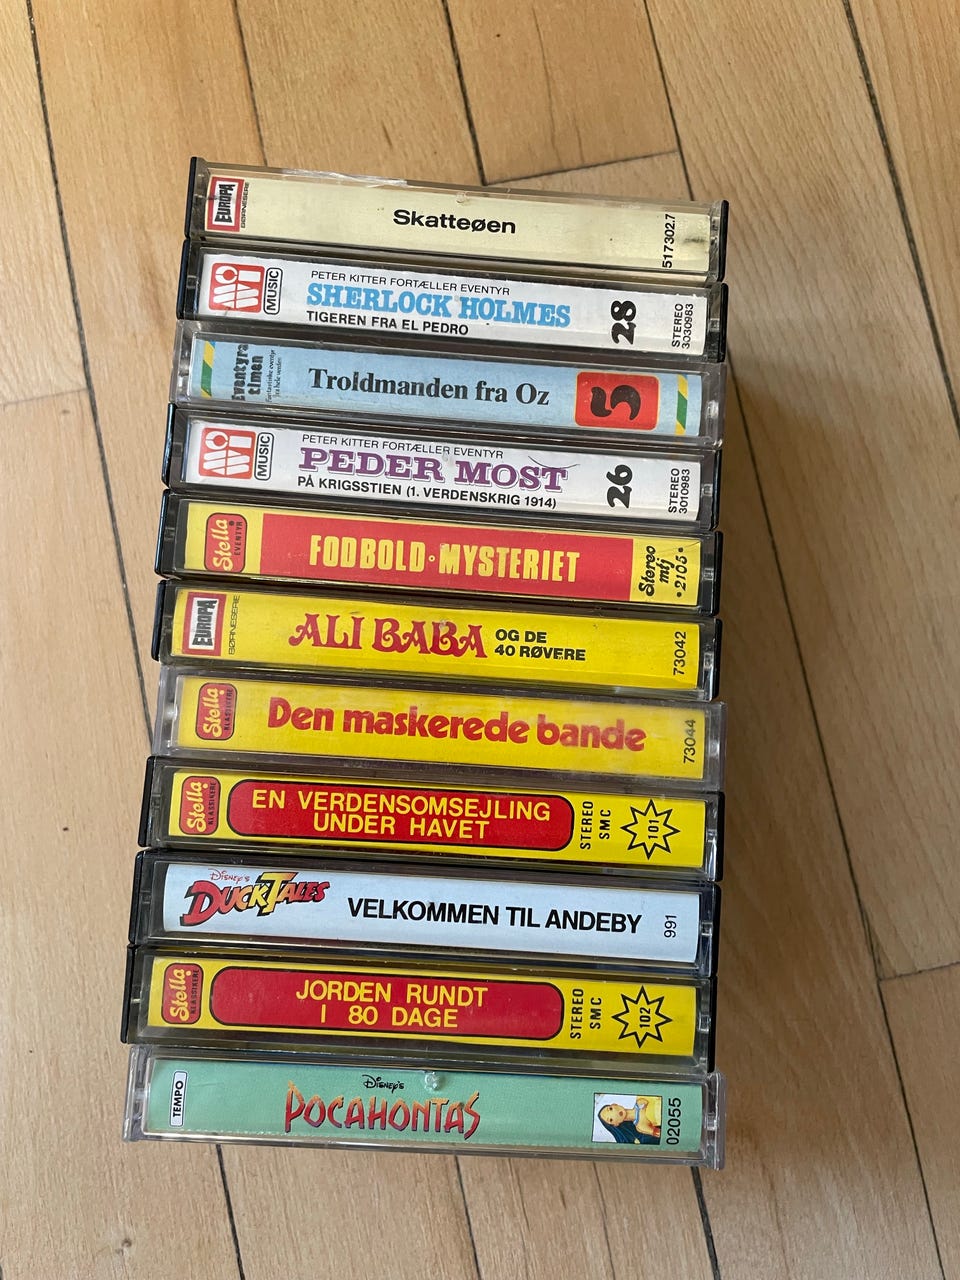 EUROPA
BØRNESERIE
Skatteøen
517302.7
MUSIC
PETER KITTER FORTÆLLER EVENTYR
SHERLOCK HOLMES
TIGEREN FRA EL PEDRO
28
STEREO
3030983
Eventyr
timen
Troldmanden fra Oz
5
MUSIC
PETER KITTER FORTÆLLER EVENTYR
PEDER MOST
PÅ KRIGSSTIEN (1. VERDENSKRIG 1914)
26
STEREO
3010983
Stella
EVENTYR
FODBOLD·MYSTERIET
Stereo
mfj
·2105·
EUROPA
BØRNESERIE
ALI BABA
OG DE
40 RØVERE
73042
Stella
KLASSIKERE
Den maskerede bande
73044
Stella
KLASSIKERE
EN VERDENSOMSEJLING
UNDER HAVET
STEREO
SMC
101
DISNEY'S
DUCKTALES
VELKOMMEN TIL ANDEBY
991
Stella
KLASSIKERE
JORDEN RUNDT
I 80 DAGE
STEREO
SMC
102
TEMPO
Disney's
POCAHONTAS
02055